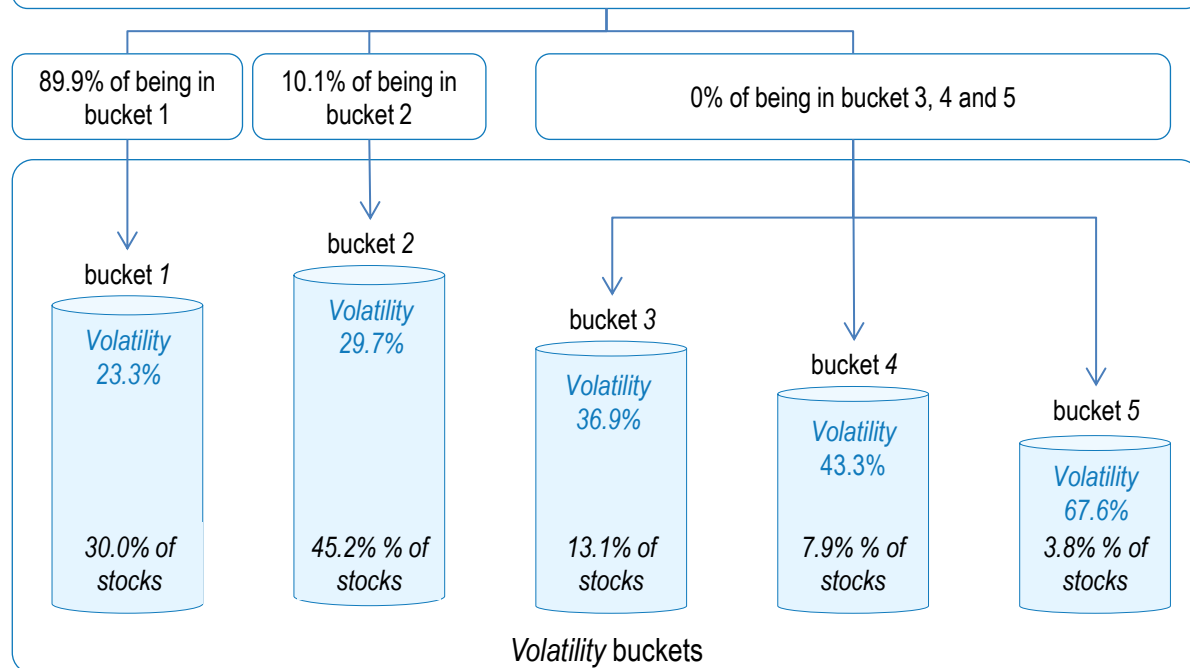 89.9% of being in
bucket 1
10.1% of being in
bucket 2
0% of being in bucket 3, 4 and 5
bucket 1
Volatility
23.3%
30.0% of
stocks
bucket 2
Volatility
29.7%
45.2% % of
stocks
bucket 3
Volatility
36.9%
13.1% of
stocks
bucket 4
Volatility
43.3%
7.9% % of
stocks
bucket 5
Volatility
67.6%
3.8% % of
stocks
Volatility buckets